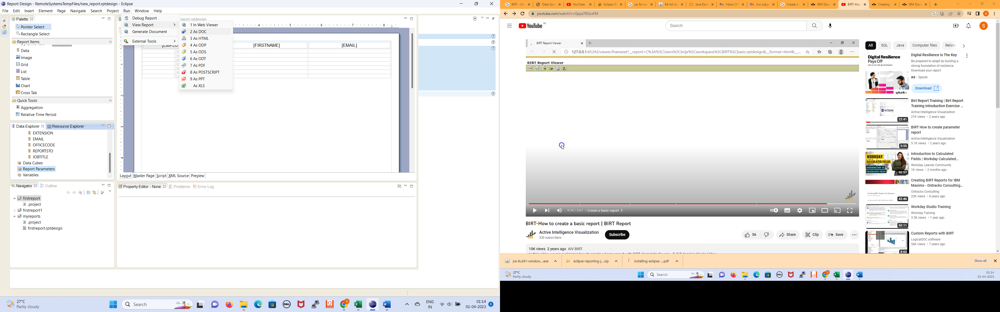 Report Design - RemoteSystemsTempFiles/new_report.rptdesign - Eclipse
File Edit Insert Element Page Navigate Search Project Run Window Help
Palette
Pointer Select
Rectangle Select
Report Items
Data
Image
Grid
List
Table
Chart
Cross Tab
Quick Tools
Aggregation
Relative Time Period
Debug Report
View Report
Generate Document
External Tools
1 In Web Viewer
2 As DOC
3 As HTML
4 As ODP
5 As ODS
6 As ODT
7 As PDF
8 As POSTSCRIPT
9 As PPT
As XLS
report.rptdesign
4 5 6 7 8
[EMPLO [FIRSTNAME] [EMAIL]
Layout Master Page Script XML Source Preview
Data Explorer Resource Explorer
EXTENSION
EMAIL
OFFICECODE
REPORTSTO
JOBTITLE
Data Cubes
Report Parameters
Variables
Navigator Outline
firstreport
.project
firstreport1
myreports
.project
firstreport.rptdesign
Property Editor - None Problems Error Log
27°C
Partly cloudy
Search
ENG
IN
01:14
01-04-2023
6
BIRT - Go YouTube Eclipse ID jre for wi 64-bit Ja Java Dow Inbox (10 (no subje Create a IBM Docu BIRT-How Creating IBM Docu
youtube.com/watch?v=Gpya7RGcxFM
YouTube IN
Search
BIRT Report Viewer
127.0.0.1:65243/viewer/frameset?__report=C%3A%5CUsers%5Cbrije%5Cworkspace%5CBIRT%5Cbasic.rptdesign&__format=html&__...
BIRT Report Viewer
4:34 / 5:01 • Create a basic report
BIRT-How to create a basic report | BIRT Report
Active Intelligence Visualization
330 subscribers
Subscribe
56
Share
Clip
Save
10K views 2 years ago AIV BIRT
All SQL Java Computer files Relate
Digital Resilience Pays Off
splunk>
Digital Resilience Is The Key
Be prepared to adapt by building a
strong foundation of resilience.
Download your report
Ad • Splunk
Download
eclipse
22:41
Birt Report Training | Birt Report
Training Introduction Exercise ...
Active Intelligence Visualization
21K views • 2 years ago
5:55
BIRT How to create parameter
report
Active Intelligence Visualization
5.1K views • 2 years ago
WORKDAY
CALCULATED FIELDS
INTRODUCTION TO
CALCULATED FIELDS
50:57
Introduction to Calculated
Fields | Workday Calculated...
Workday Learner Community
1K views • 2 months ago
Creating BIRT Reports for Maximo
42:46
Creating BIRT Reports for IBM
Maximo - Ontracks Consulting...
Ontracks Consulting
23K views • 8 years ago
50:11
Workday Studio Training
Workday Training
3.5K views • 1 year ago
8:03
Custom Reports with BIRT
LogicalDOC software
56K views • 7 years ago
jre-8u361-window....exe
eclipse-reporting-j....zip
installing-eclipse-....pdf
Show all
27°C
Partly cloudy
Search
01:14
01-04-2023